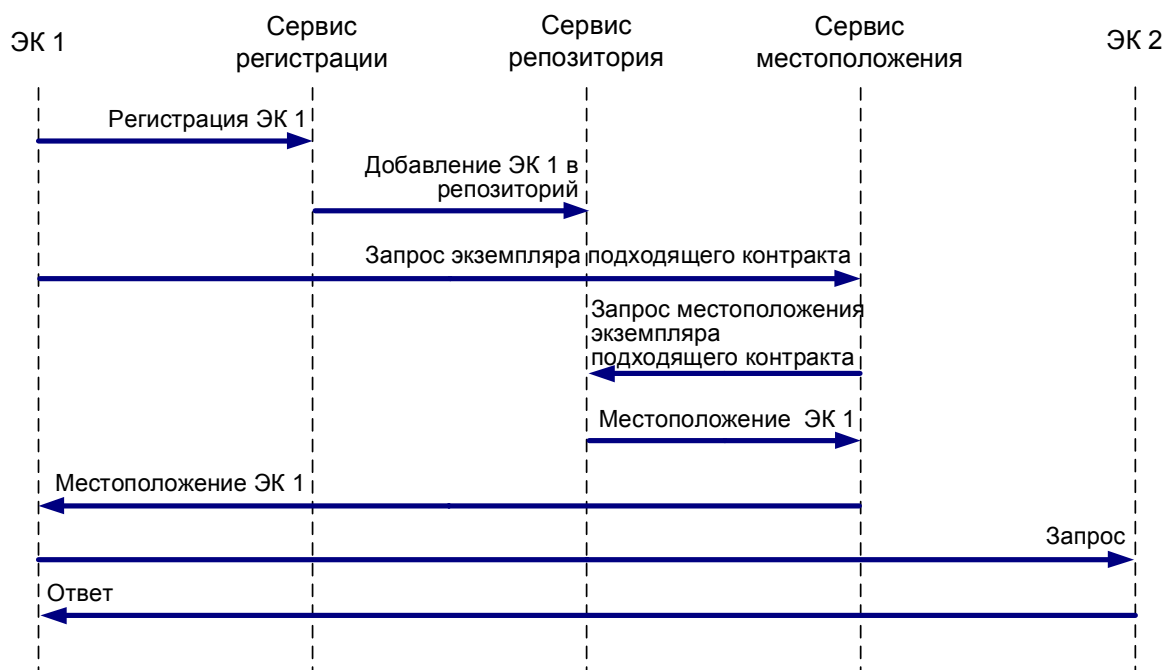 ЭК 1
Сервис
регистрации
Сервис
репозитория
Сервис
местоположения
ЭК 2
Регистрация ЭК 1
Добавление ЭК 1 в
репозиторий
Запрос экземпляра подходящего контракта
Запрос местоположения
экземпляра
подходящего контракта
Местоположение ЭК 1
Местоположение ЭК 1
Запрос
Ответ